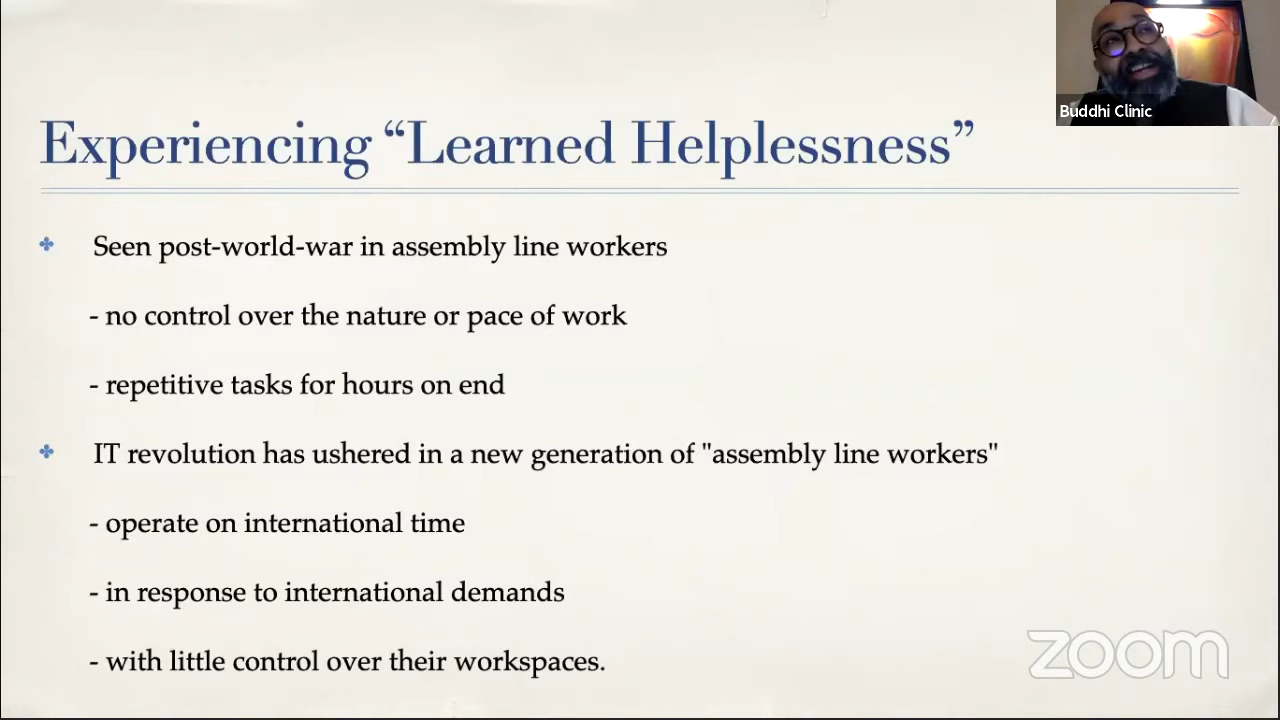 Buddhi Clinic
Experiencing “Learned Helplessness”
Seen post-world-war in assembly line workers
- no control over the nature or pace of work
- repetitive tasks for hours on end
IT revolution has ushered in a new generation of "assembly line workers"
- operate on international time
- in response to international demands
- with little control over their workspaces.
zoom